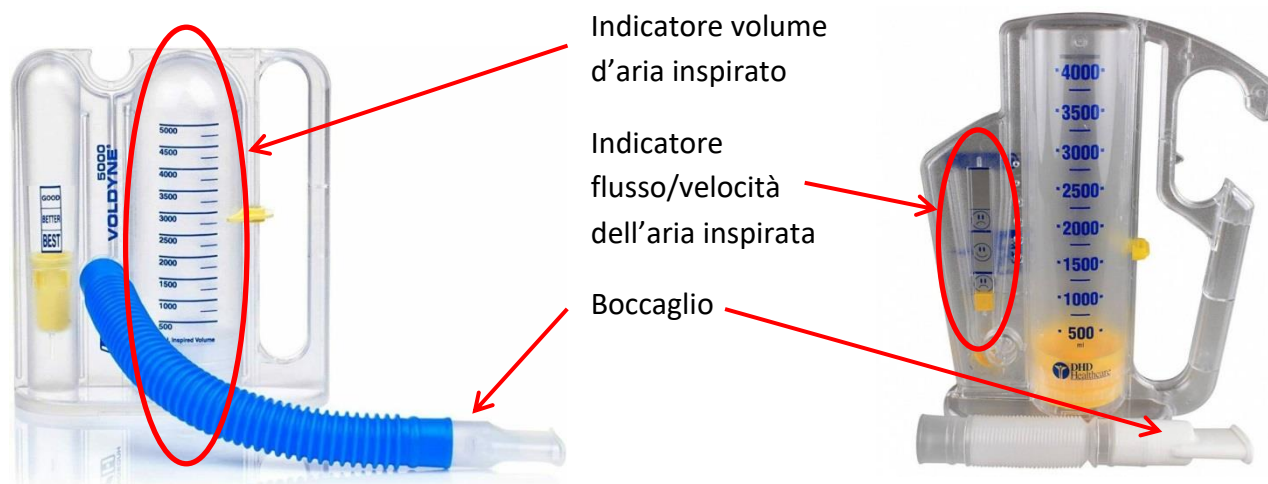 Indicatore volume
d’aria inspirato
Indicatore
flusso/velocità
dell’aria inspirata
Boccaglio
GOOD
BETTER
BEST
VOLDYNE®
5000
5000
4500
4000
3500
3000
2500
2000
1500
1000
500
Inspired Volume
4000
3500
3000
2500
2000
1500
1000
500
ml
DHD
Healthcare